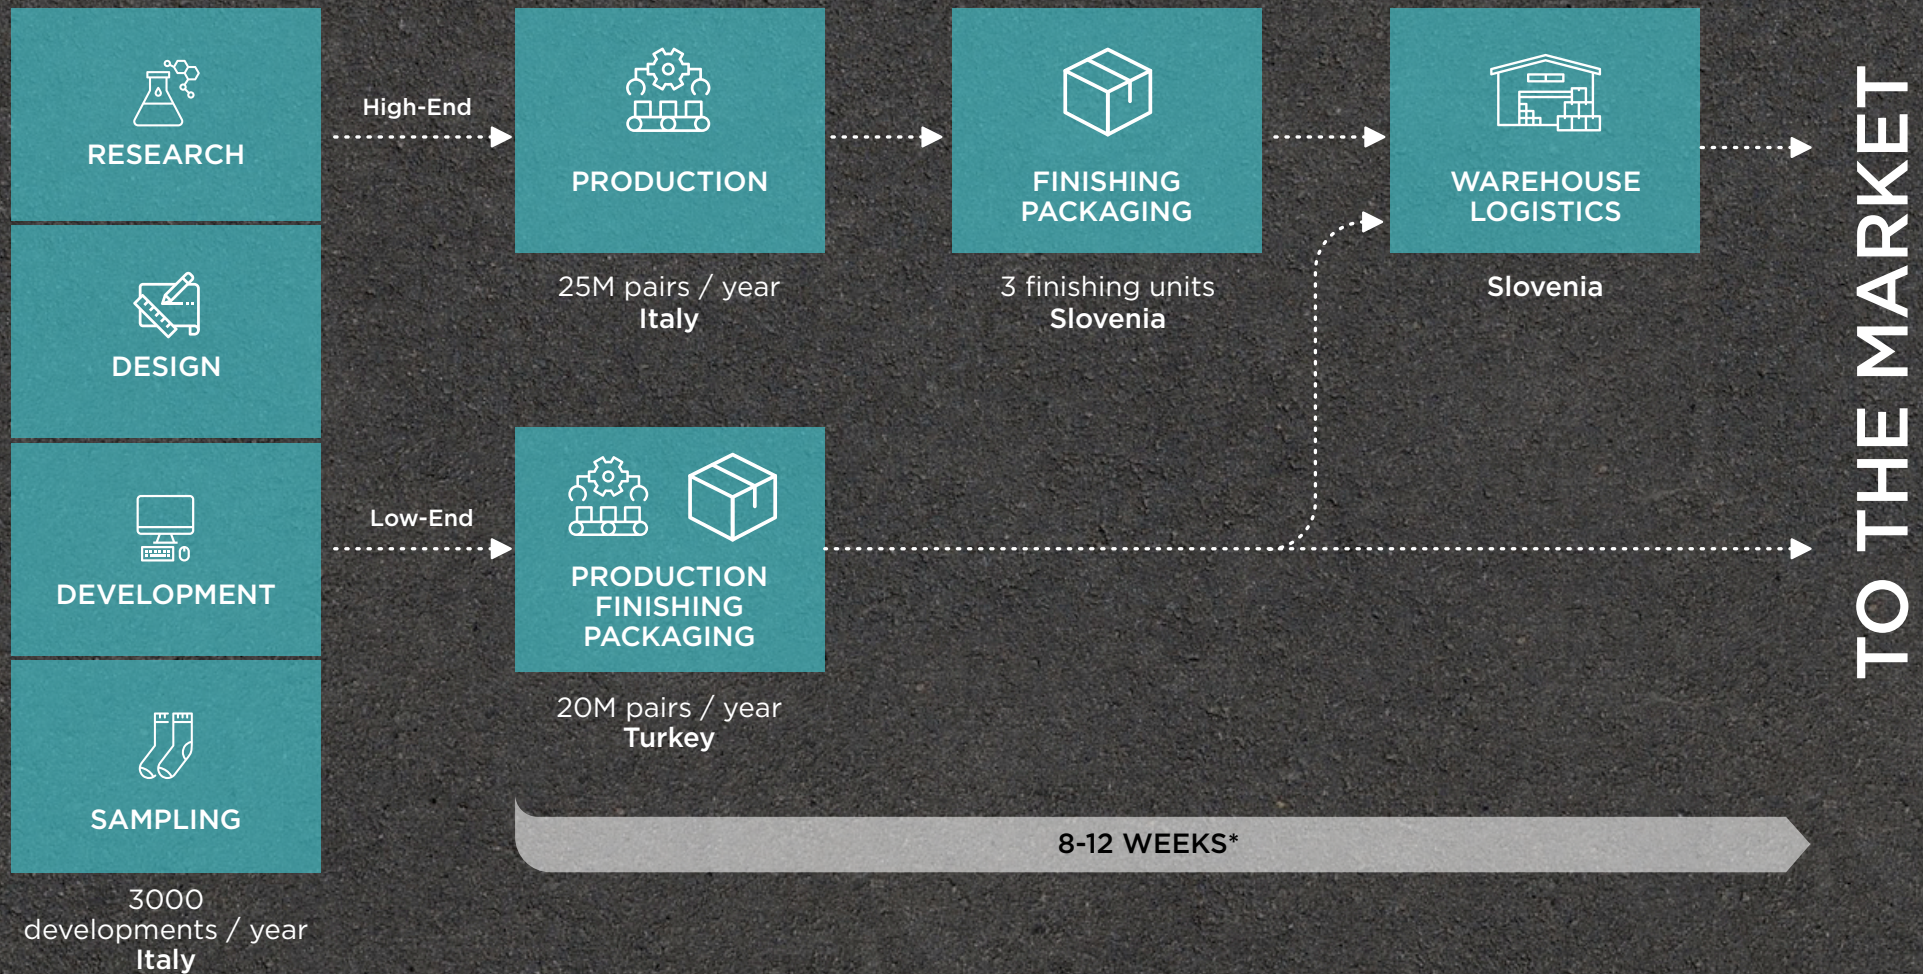 RESEARCH
DESIGN
DEVELOPMENT
SAMPLING
3000
developments / year
Italy
High-End
PRODUCTION
25M pairs / year
Italy
FINISHING
PACKAGING
3 finishing units
Slovenia
WAREHOUSE
LOGISTICS
Slovenia
Low-End
PRODUCTION
FINISHING
PACKAGING
20M pairs / year
Turkey
8-12 WEEKS*
TO THE MARKET